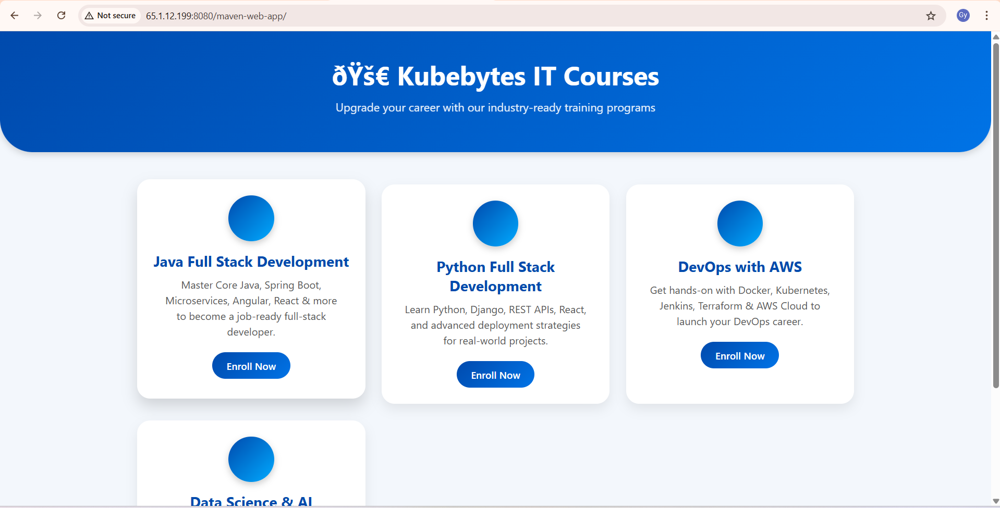 Not secure 65.1.12.199:8080/maven-web-app/
Gy
ðŸš€ Kubebytes IT Courses
Upgrade your career with our industry-ready training programs
Java Full Stack Development
Master Core Java, Spring Boot,
Microservices, Angular, React & more
to become a job-ready full-stack
developer.
Enroll Now
Python Full Stack
Development
Learn Python, Django, REST APIs, React,
and advanced deployment strategies
for real-world projects.
Enroll Now
DevOps with AWS
Get hands-on with Docker, Kubernetes,
Jenkins, Terraform & AWS Cloud to
launch your DevOps career.
Enroll Now
Data Science & AI